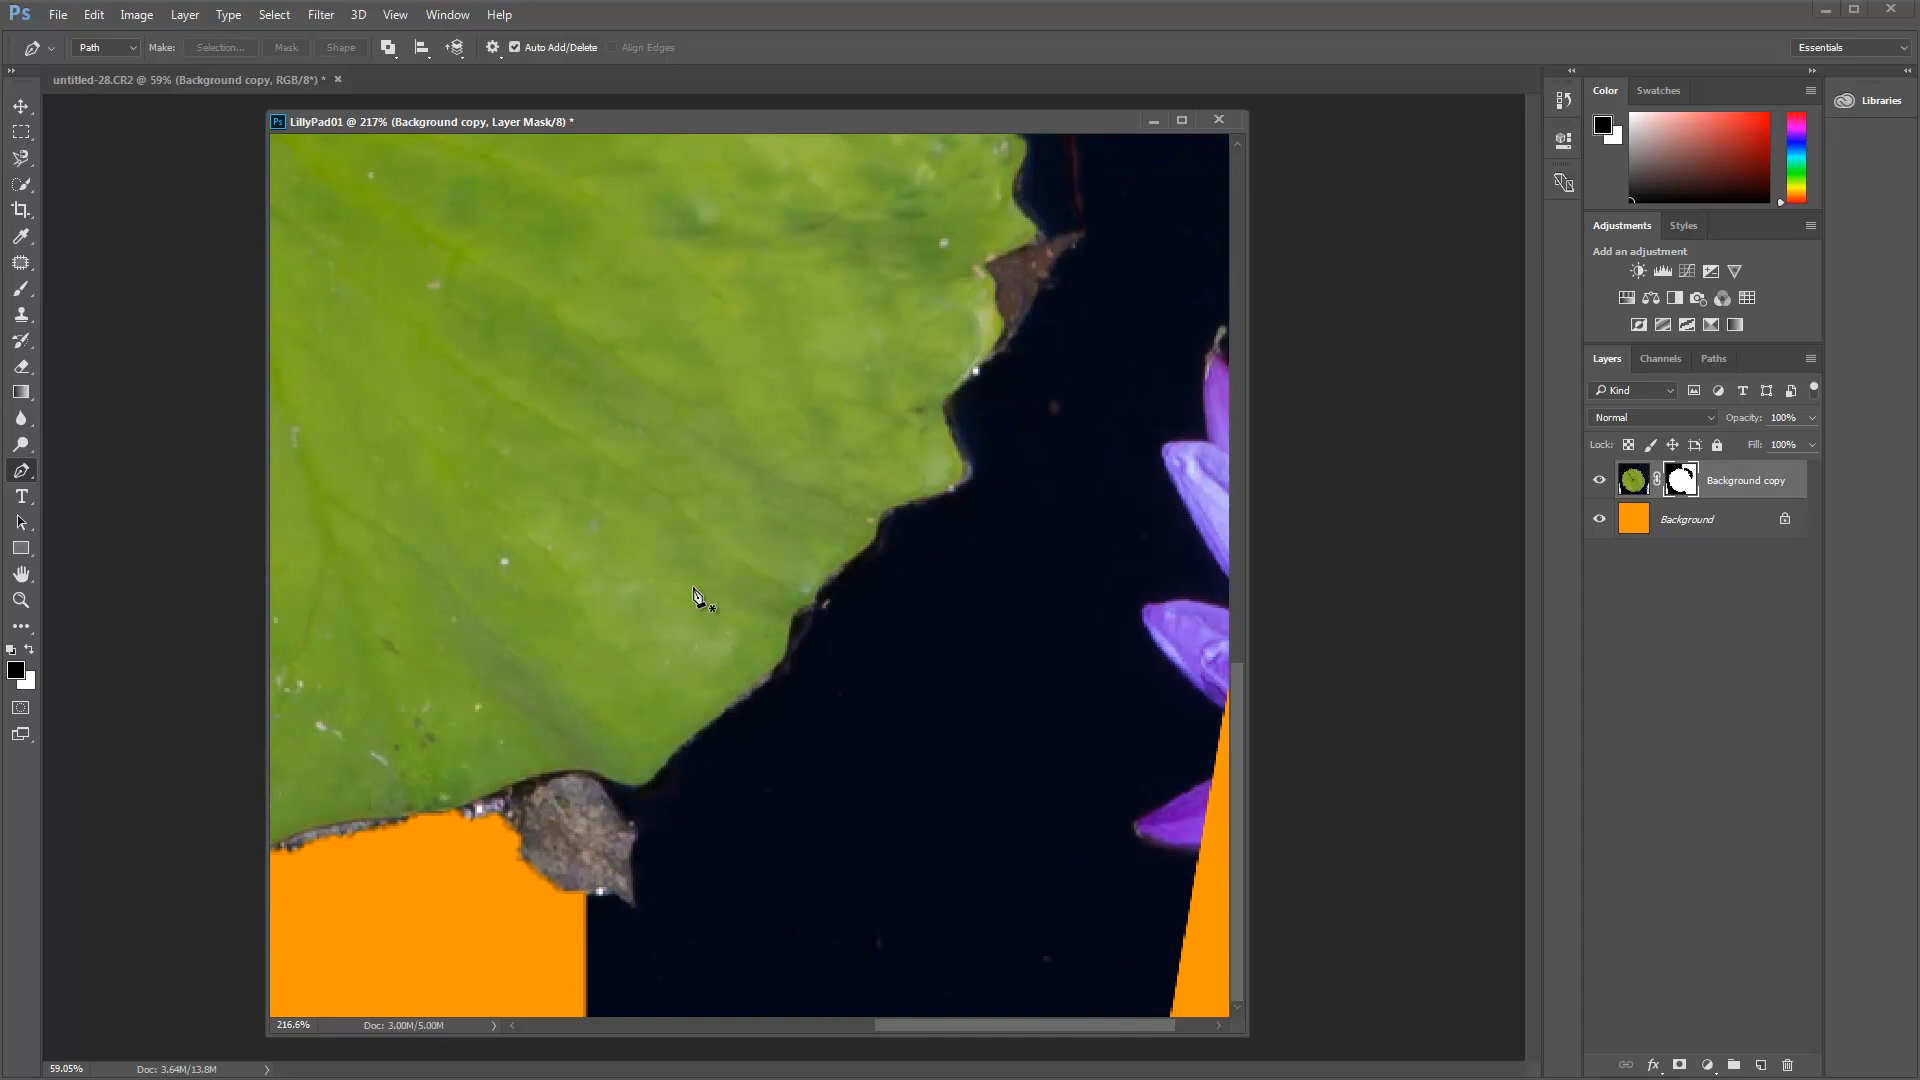 Ps File Edit Image Layer Type Select Filter 3D View Window Help
Path Make: Selection... Mask Shape Auto Add/Delete Align Edges Essentials
untitled-28.CR2 @ 59% (Background copy, RGB/8*) *
Color Swatches
Libraries
Ps LillyPad01 @ 217% (Background copy, Layer Mask/8) *
Adjustments Styles
Add an adjustment
Layers Channels Paths
Kind
Normal Opacity: 100%
Lock: Fill: 100%
Background copy
Background
216.6% Doc: 3.00M/5.00M
59.05% Doc: 3.64M/13.8M